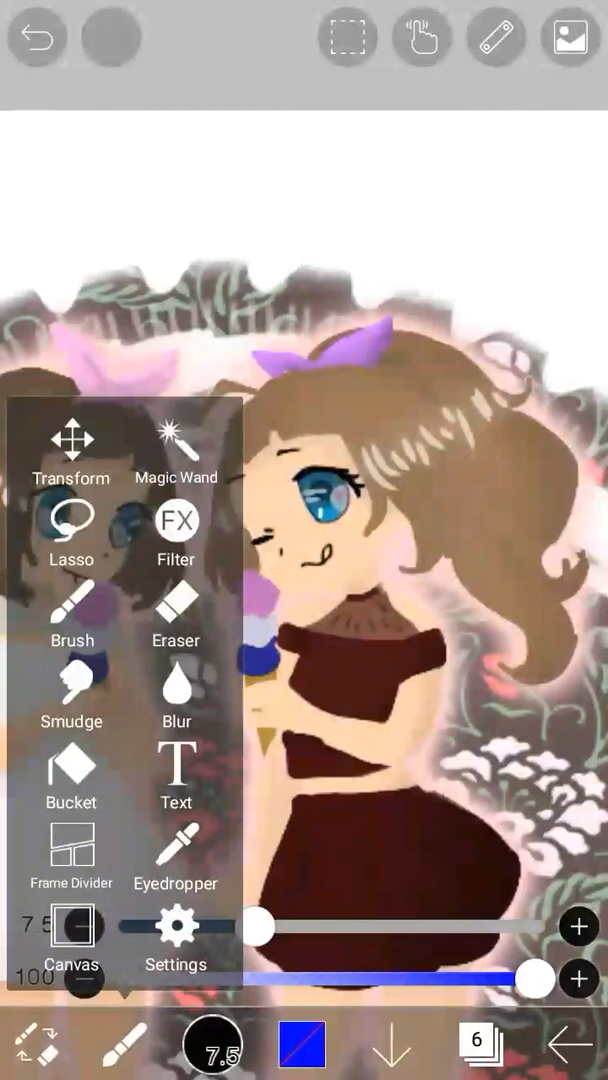 Transform Magic Wand
Lasso FX Filter
Brush Eraser
Smudge Blur
Bucket T Text
Frame Divider Eyedropper
7.5
Canvas Settings
100
7.5 6